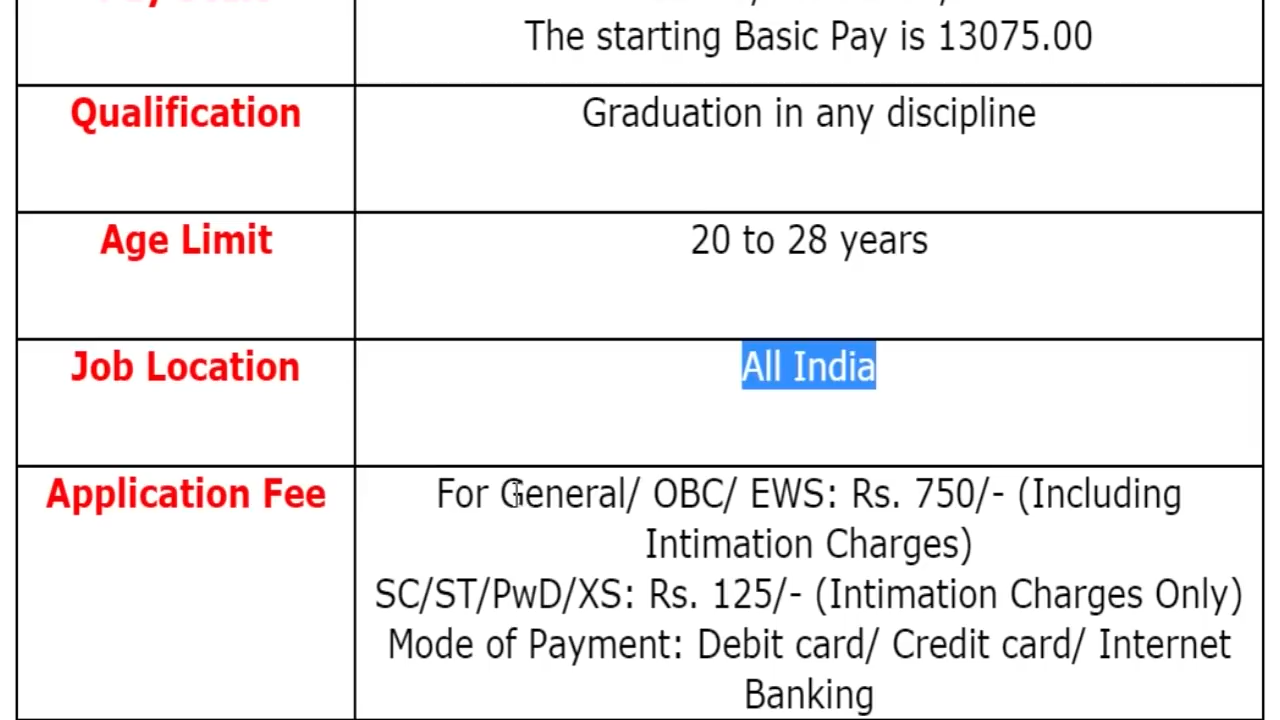 The starting Basic Pay is 13075.00
Qualification
Graduation in any discipline
Age Limit
20 to 28 years
Job Location
All India
Application Fee
For General/ OBC/ EWS: Rs. 750/- (Including
Intimation Charges)
SC/ST/PwD/XS: Rs. 125/- (Intimation Charges Only)
Mode of Payment: Debit card/ Credit card/ Internet
Banking